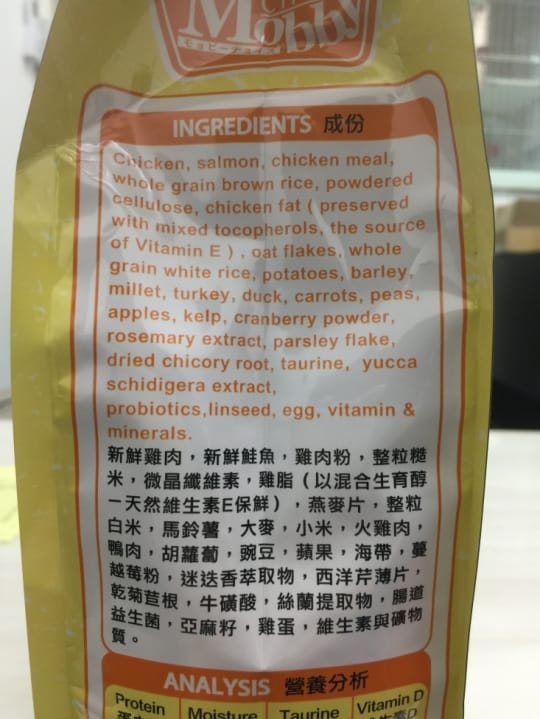 Mobby
モビーチョイス
INGREDIENTS 成份
Chicken, salmon, chicken meal,
whole grain brown rice, powdered
cellulose, chicken fat ( preserved
with mixed tocopherols, the source
of Vitamin E ) , oat flakes, whole
grain white rice, potatoes, barley,
millet, turkey, duck, carrots, peas,
apples, kelp, cranberry powder,
rosemary extract, parsley flake,
dried chicory root, taurine, yucca
schidigera extract,
probiotics,linseed, egg, vitamin &
minerals.
新鮮雞肉，新鮮鮭魚，雞肉粉，整粒糙
米，微晶纖維素，雞脂（以混合生育醇
－天然維生素E保鮮），燕麥片，整粒
白米，馬鈴薯，大麥，小米，火雞肉，
鴨肉，胡蘿蔔，豌豆，蘋果，海帶，蔓
越莓粉，迷迭香萃取物，西洋芹薄片，
乾菊苣根，牛磺酸，絲蘭提取物，腸道
益生菌，亞麻籽，雞蛋，維生素與礦物
質。
ANALYSIS 營養分析
Protein Moisture Taurine Vitamin D